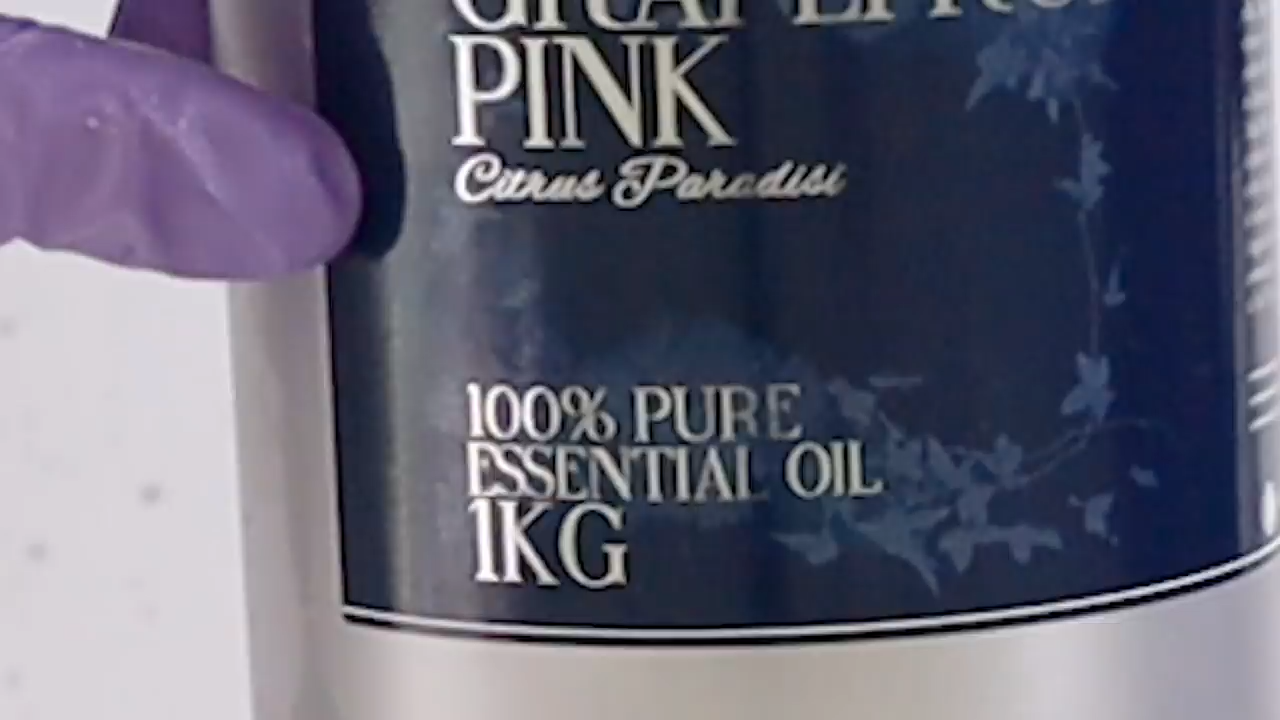 PINK
Citrus Paradisi
100% PURE
ESSENTIAL OIL
1KG